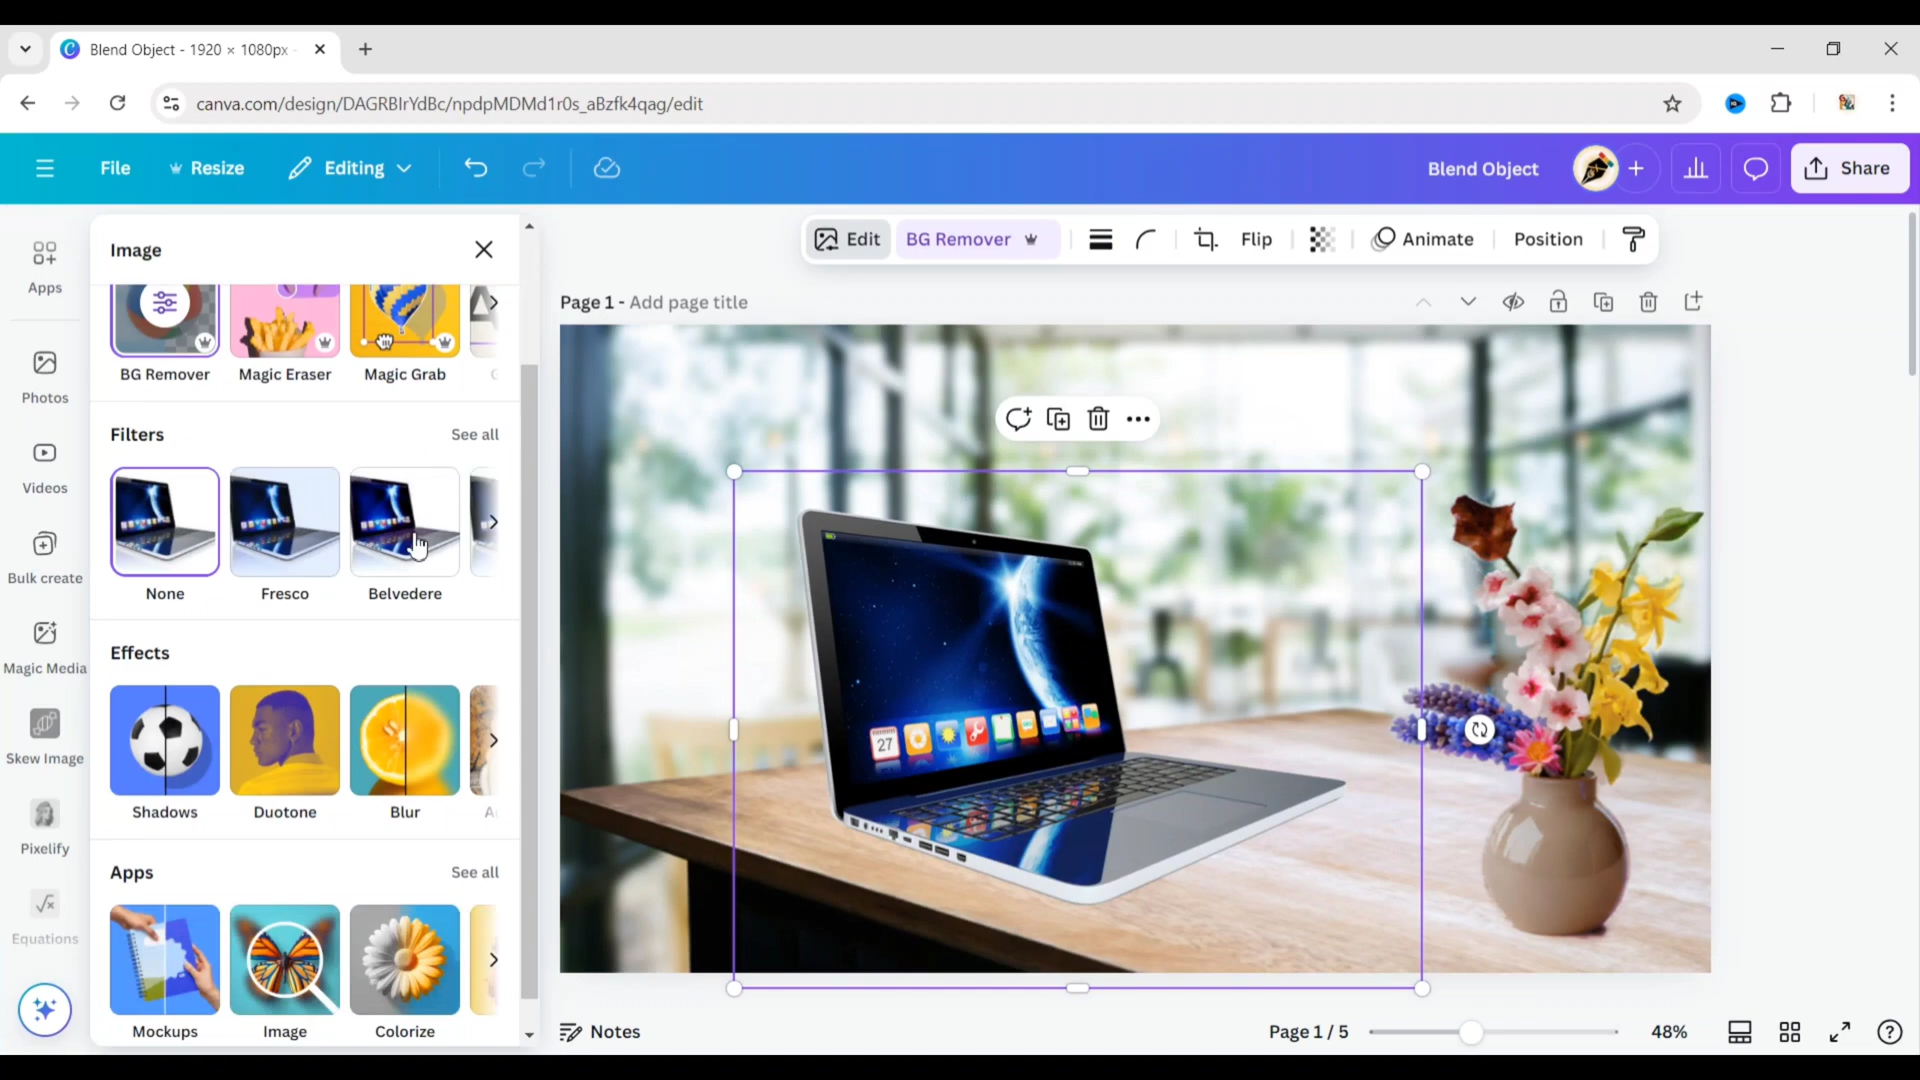 Blend Object - 1920 × 1080px -
canva.com/design/DAGRBIrYdBc/npdpMDMd1r0s_aBzfk4qag/edit
File Resize Editing Blend Object Share
Apps
Photos
Videos
Bulk create
Magic Media
Skew Image
Pixelify
Equations
Image
BG Remover Magic Eraser Magic Grab
Filters See all
None Fresco Belvedere
Effects
Shadows Duotone Blur
Apps See all
Mockups Image Colorize
Edit BG Remover Flip Animate Position
Page 1 - Add page title
27
Notes Page 1 / 5 48%